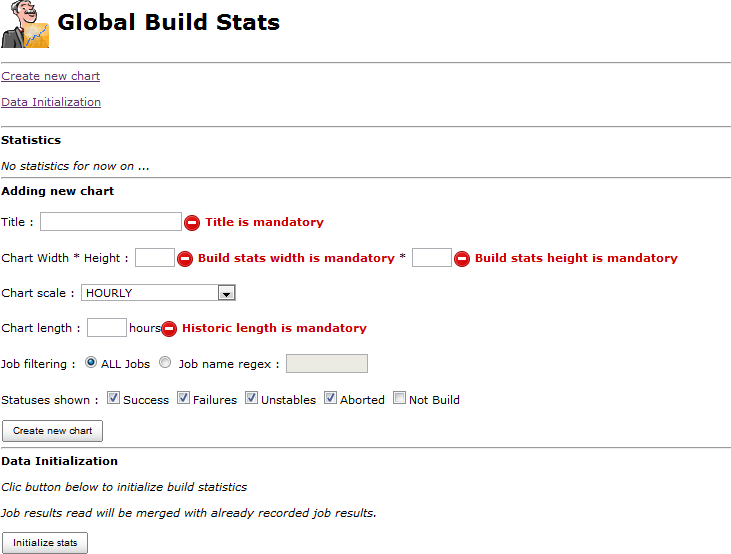 Global Build Stats
Create new chart
Data Initialization
Statistics
No statistics for now on ...
Adding new chart
Title : Title is mandatory
Chart Width * Height : Build stats width is mandatory * Build stats height is mandatory
Chart scale : HOURLY
Chart length : hours Historic length is mandatory
Job filtering : ALL Jobs Job name regex :
Statuses shown : Success Failures Unstables Aborted Not Build
Create new chart
Data Initialization
Clic button below to initialize build statistics
Job results read will be merged with already recorded job results.
Initialize stats